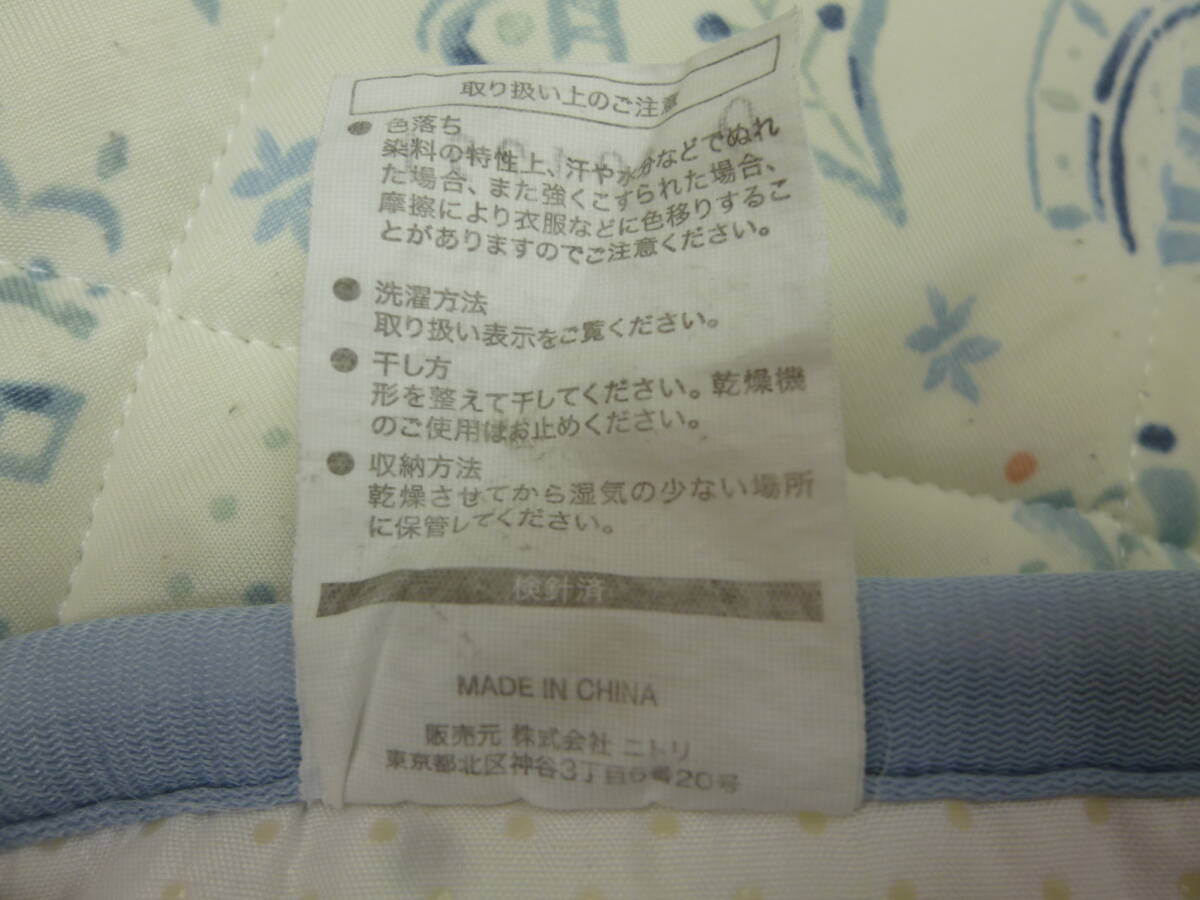 取り扱い上のご注意
● 色落ち
染料の特性上、汗や水分などでぬれ
た場合、また強くこすられた場合、
摩擦により衣服などに色移りするこ
とがありますのでご注意ください。
● 洗濯方法
取り扱い表示をご覧ください。
● 干し方
形を整えて干してください。乾燥機
のご使用はお止めください。
● 収納方法
乾燥させてから湿気の少ない場所
に保管してください。
検針済
MADE IN CHINA
販売元 株式会社 ニトリ
東京都北区神谷3丁目6番20号